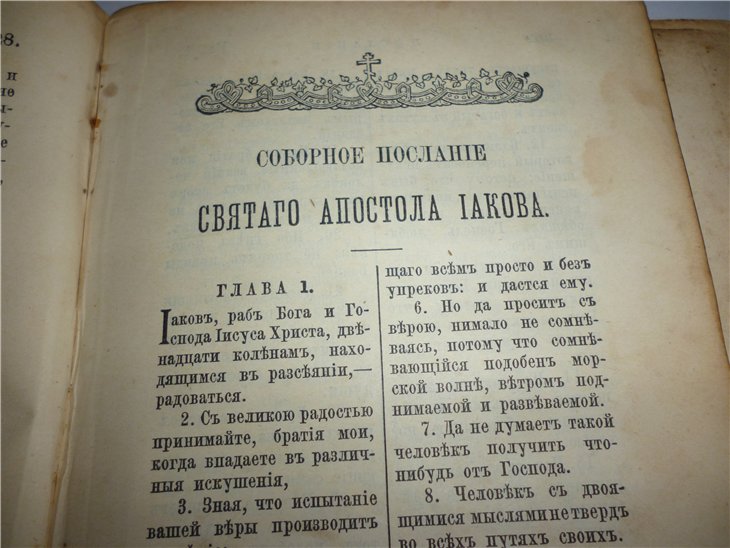 28.
и
СОБОРНОЕ ПОСЛАНІЕ
СВЯТАГО АПОСТОЛА ІАКОВА.
ГЛАВА 1.
Іаковъ, рабъ Бога и Го-
спода Іисуса Христа, двѣ-
надцати колѣнамъ, нахо-
дящимся въ разсѣяніи,—
радоваться.
2. Съ великою радостью
принимайте, братія мои,
когда впадаете въ различ-
ныя искушенія,
3. Зная, что испытаніе
вашей вѣры производитъ
щаго всѣмъ просто и безъ
упрековъ: и дастся ему.
6. Но да проситъ съ
вѣрою, нимало не сомнѣ-
ваясь, потому что сомнѣ-
вающійся подобенъ мор-
ской волнѣ, вѣтромъ под-
нимаемой и развѣваемой.
7. Да не думаетъ такой
человѣкъ получить что-
нибудь отъ Господа.
8. Человѣкъ съ двоя-
щимися мыслями не твердъ
во всѣхъ путяхъ своихъ.